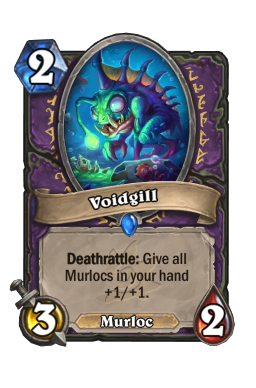 2
Voidgill
Deathrattle: Give all
Murlocs in your hand
+1/+1.
3
Murloc
2